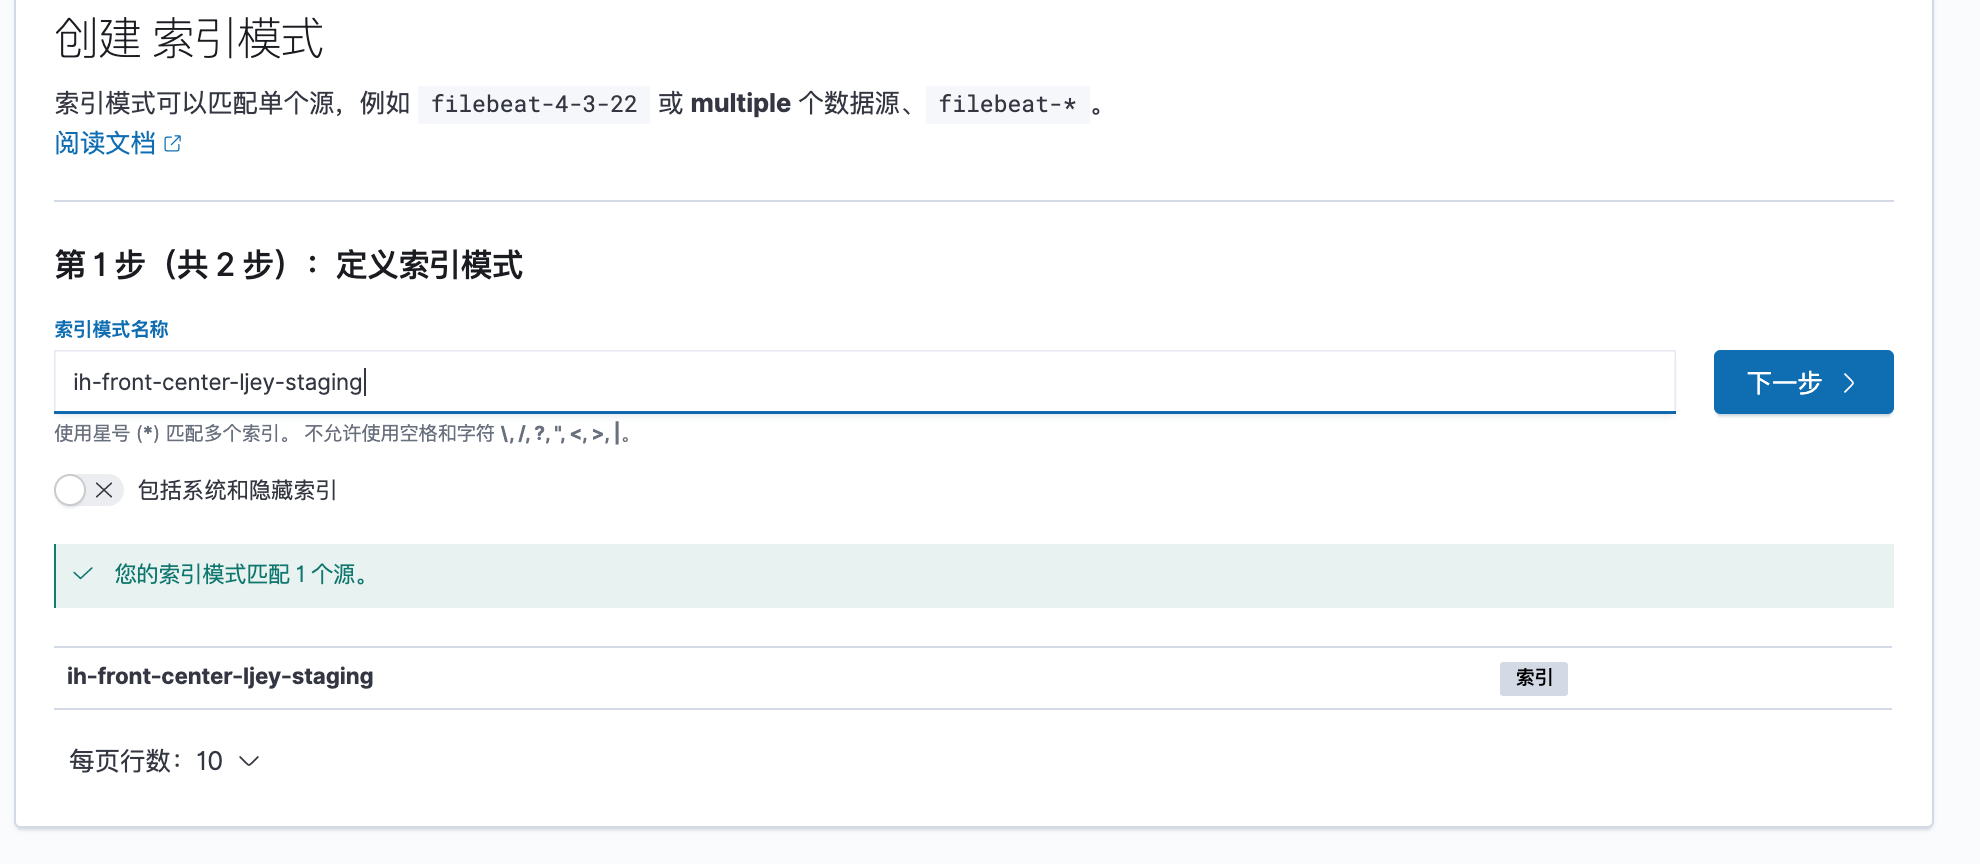 创建 索引模式
索引模式可以匹配单个源，例如 filebeat-4-3-22 或 multiple 个数据源、 filebeat-* 。
阅读文档
第 1 步（共 2 步）：定义索引模式
索引模式名称
ih-front-center-ljey-staging
下一步
使用星号 (*) 匹配多个索引。 不允许使用空格和字符 \, /, ?, ", <, >, |。
包括系统和隐藏索引
您的索引模式匹配 1 个源。
ih-front-center-ljey-staging 索引
每页行数：10